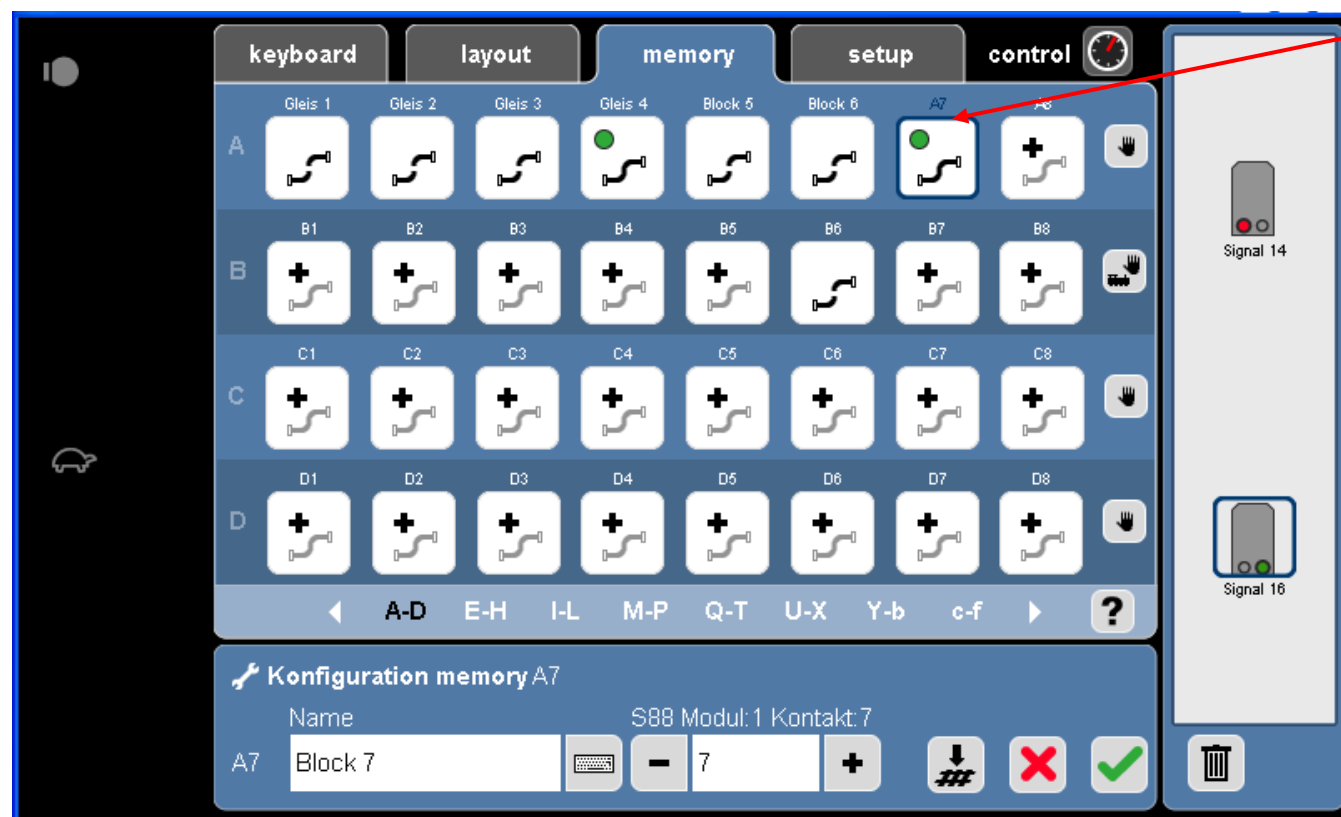 keyboard layout memory setup control
Gleis 1 Gleis 2 Gleis 3 Gleis 4 Block 5 Block 6 A7 A8
A
B1 B2 B3 B4 B5 B6 B7 B8
B
C1 C2 C3 C4 C5 C6 C7 C8
C
D1 D2 D3 D4 D5 D6 D7 D8
D
A-D E-H I-L M-P Q-T U-X Y-b c-f ?
Signal 14
Signal 16
Konfiguration memory A7
Name S88 Modul:1 Kontakt:7
A7 Block 7 7